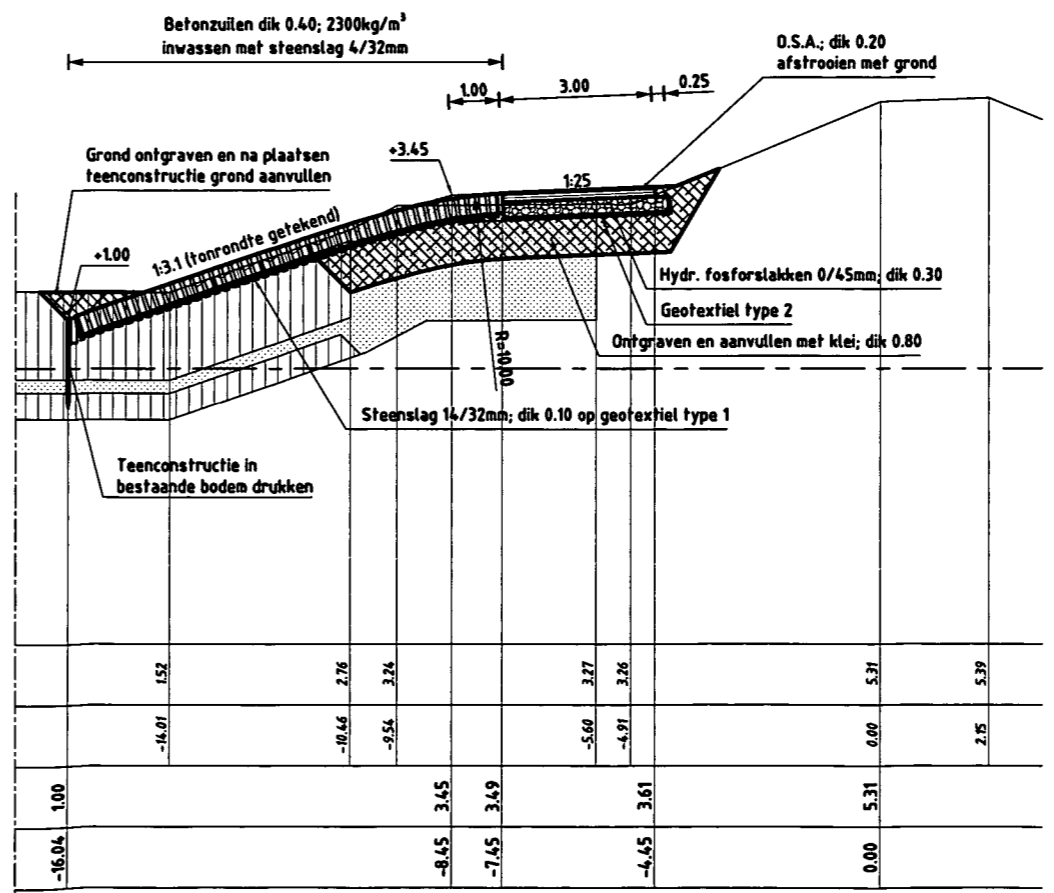 Betonzuilen dik 0.40; 2300kg/m³
inwassen met steenslag 4/32mm
O.S.A.; dik 0.20
afstrooien met grond
1.00
3.00
0.25
Grond ontgraven en na plaatsen
teenconstructie grond aanvullen
+3.45
1:25
+1.00
1:3.1 (tonrondte getekend)
Hydr. fosforslakken 0/45mm; dik 0.30
Geotextiel type 2
Ontgraven en aanvullen met klei; dik 0.80
R=10.00
Steenslag 14/32mm; dik 0.10 op geotextiel type 1
Teenconstructie in
bestaande bodem drukken
1.52 2.76 3.24 3.27 3.26 5.31 5.39
-14.01 -10.46 -9.54 -5.60 -4.91 0.00 2.15
1.00 3.45 3.49 3.61 5.31
-16.04 -8.45 -7.45 -4.45 0.00